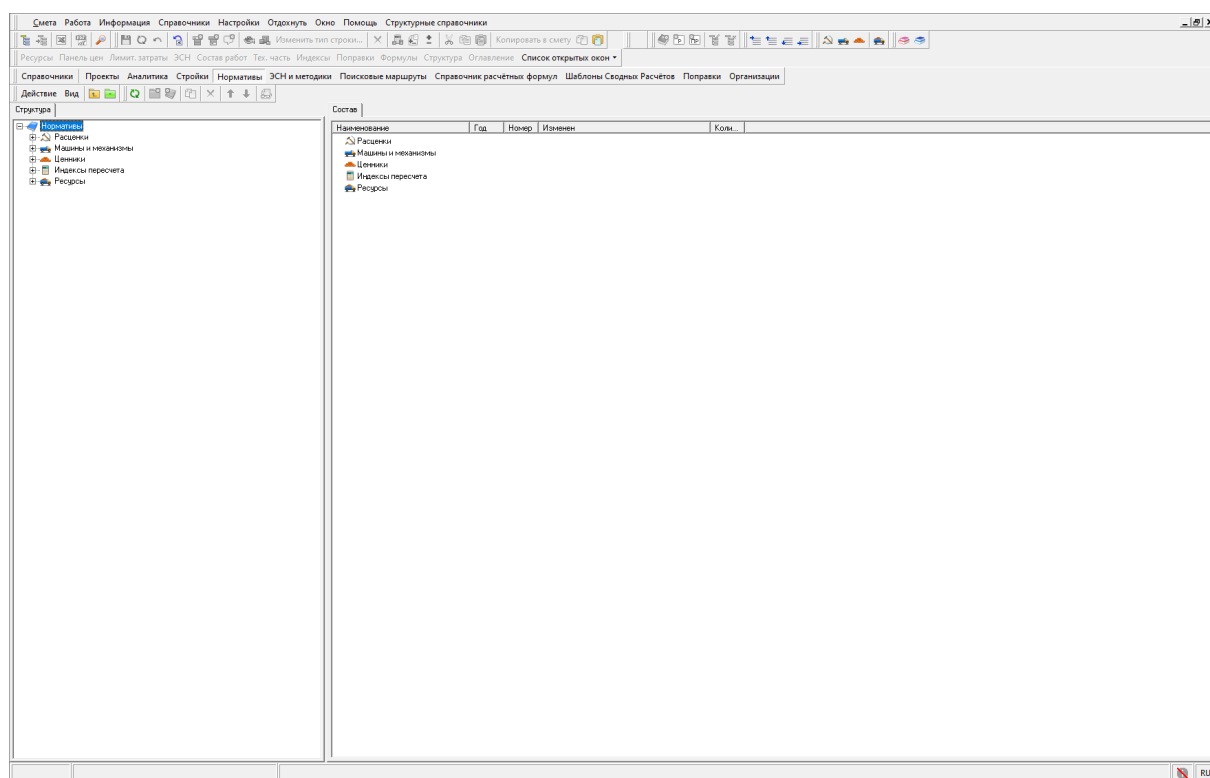 Смета Работа Информация Справочники Настройки Отдохнуть Окно Помощь Структурные справочники
Изменить тип строки... Копировать в смету
Ресурсы Панель цен Лимит. затраты ЭСН Состав работ Тех. часть Индексы Поправки Формулы Структура Оглавление Список открытых окон
Справочники Проекты Аналитика Стройки Нормативы ЭСН и методики Поисковые маршруты Справочник расчётных формул Шаблоны Сводных Расчётов Поправки Организации
Действие Вид
Структура
Нормативы
Расценки
Машины и механизмы
Ценники
Индексы пересчета
Ресурсы
Состав
Наименование Год Номер Изменен Коли...
Расценки
Машины и механизмы
Ценники
Индексы пересчета
Ресурсы
RU